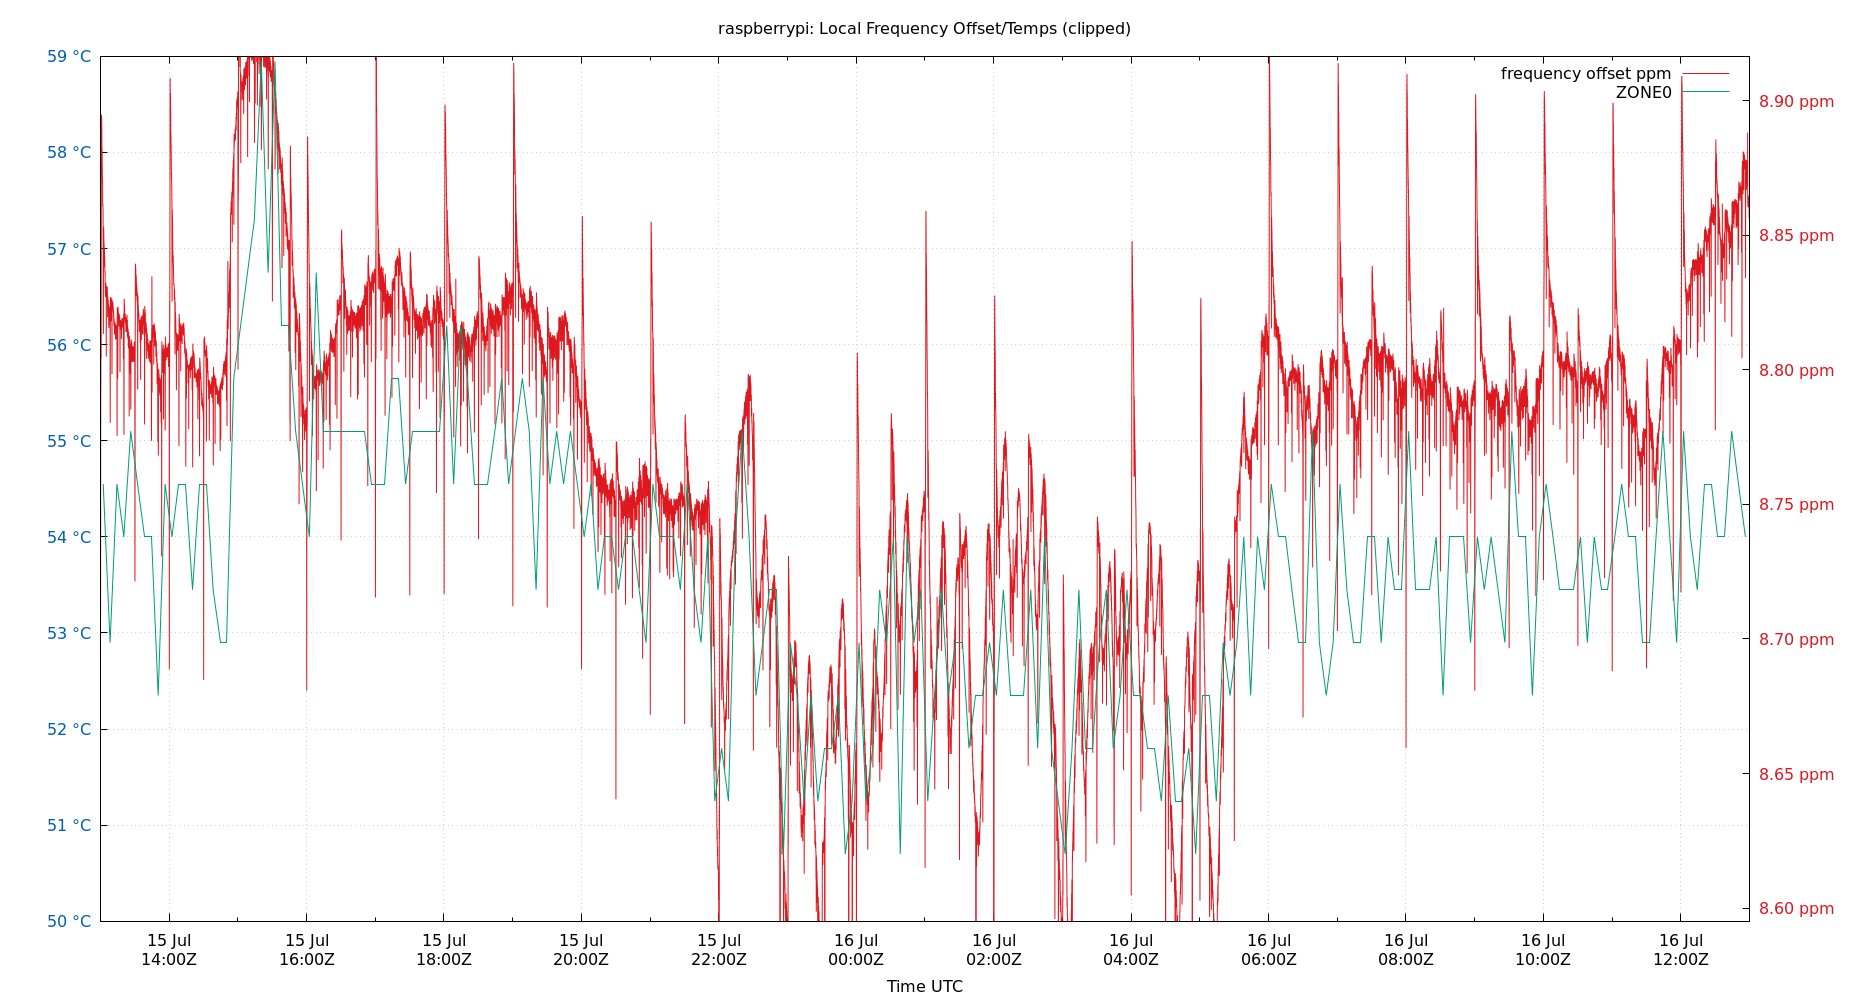 raspberrypi: Local Frequency Offset/Temps (clipped)
frequency offset ppm
ZONE0
59 °C
58 °C
57 °C
56 °C
55 °C
54 °C
53 °C
52 °C
51 °C
50 °C
8.90 ppm
8.85 ppm
8.80 ppm
8.75 ppm
8.70 ppm
8.65 ppm
8.60 ppm
15 Jul 15 Jul 15 Jul 15 Jul 15 Jul 16 Jul 16 Jul 16 Jul 16 Jul 16 Jul 16 Jul 16 Jul
14:00Z 16:00Z 18:00Z 20:00Z 22:00Z 00:00Z 02:00Z 04:00Z 06:00Z 08:00Z 10:00Z 12:00Z
Time UTC